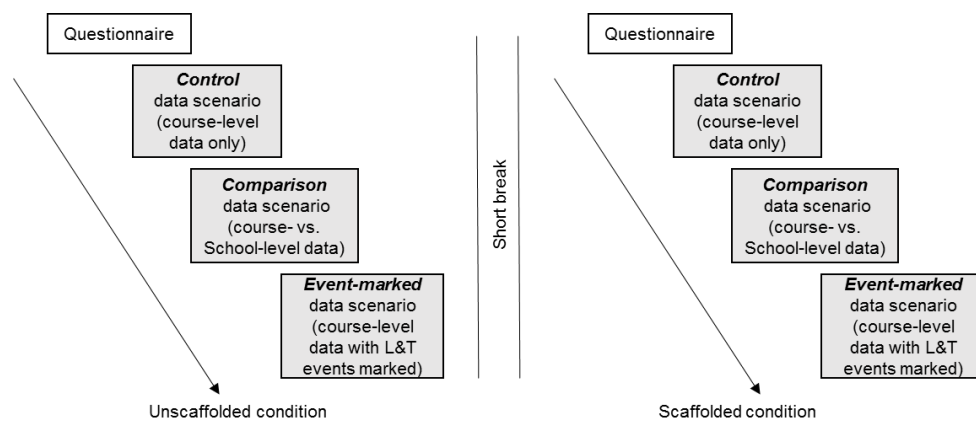 Questionnaire
Control
data scenario
(course-level
data only)
Comparison
data scenario
(course- vs.
School-level data)
Event-marked
data scenario
(course-level
data with L&T
events marked)
Unscaffolded condition
Short break
Questionnaire
Control
data scenario
(course-level
data only)
Comparison
data scenario
(course- vs.
School-level data)
Event-marked
data scenario
(course-level
data with L&T
events marked)
Scaffolded condition